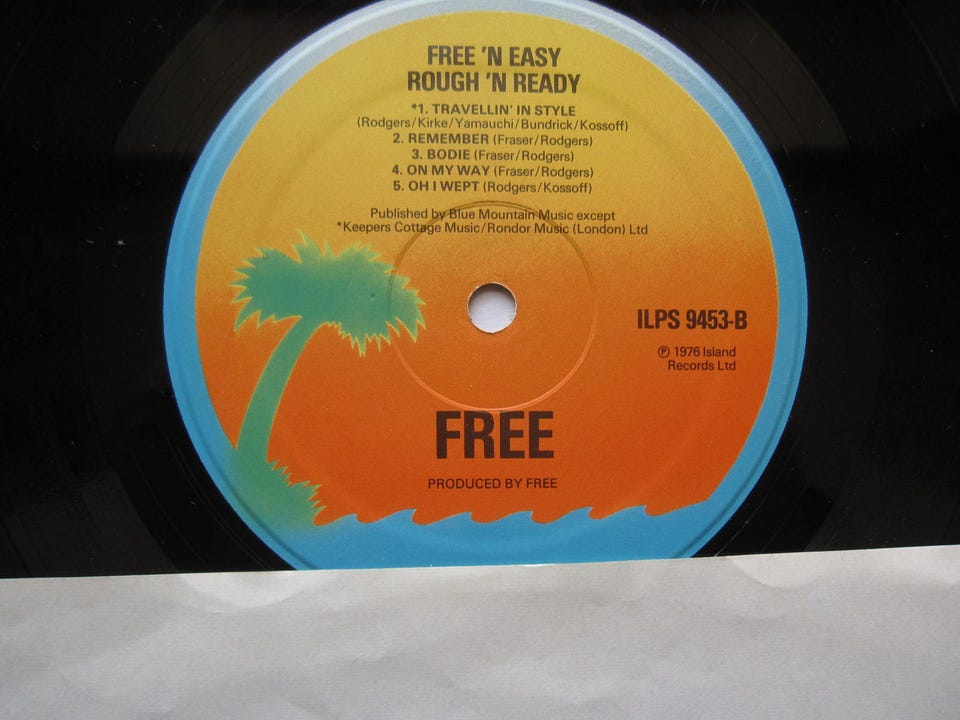 FREE 'N EASY
ROUGH 'N READY
*1. TRAVELLIN' IN STYLE
(Rodgers/Kirke/Yamauchi/Bundrick/Kossoff)
2. REMEMBER (Fraser/Rodgers)
3. BODIE (Fraser/Rodgers)
4. ON MY WAY (Fraser/Rodgers)
5. OH I WEPT (Rodgers/Kossoff)
Published by Blue Mountain Music except
*Keepers Cottage Music/Rondor Music (London) Ltd
ILPS 9453-B
℗ 1976 Island
Records Ltd
FREE
PRODUCED BY FREE